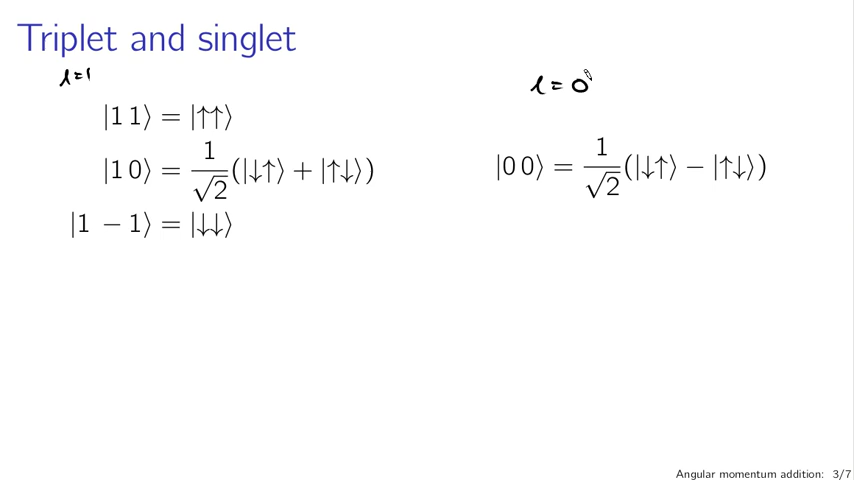 Triplet and singlet
l=1
|1 1⟩ = |↑↑⟩
|1 0⟩ = 1/√2(|↓↑⟩ + |↑↓⟩)
|1 − 1⟩ = |↓↓⟩
l=0
|0 0⟩ = 1/√2(|↓↑⟩ − |↑↓⟩)
Angular momentum addition: 3/7